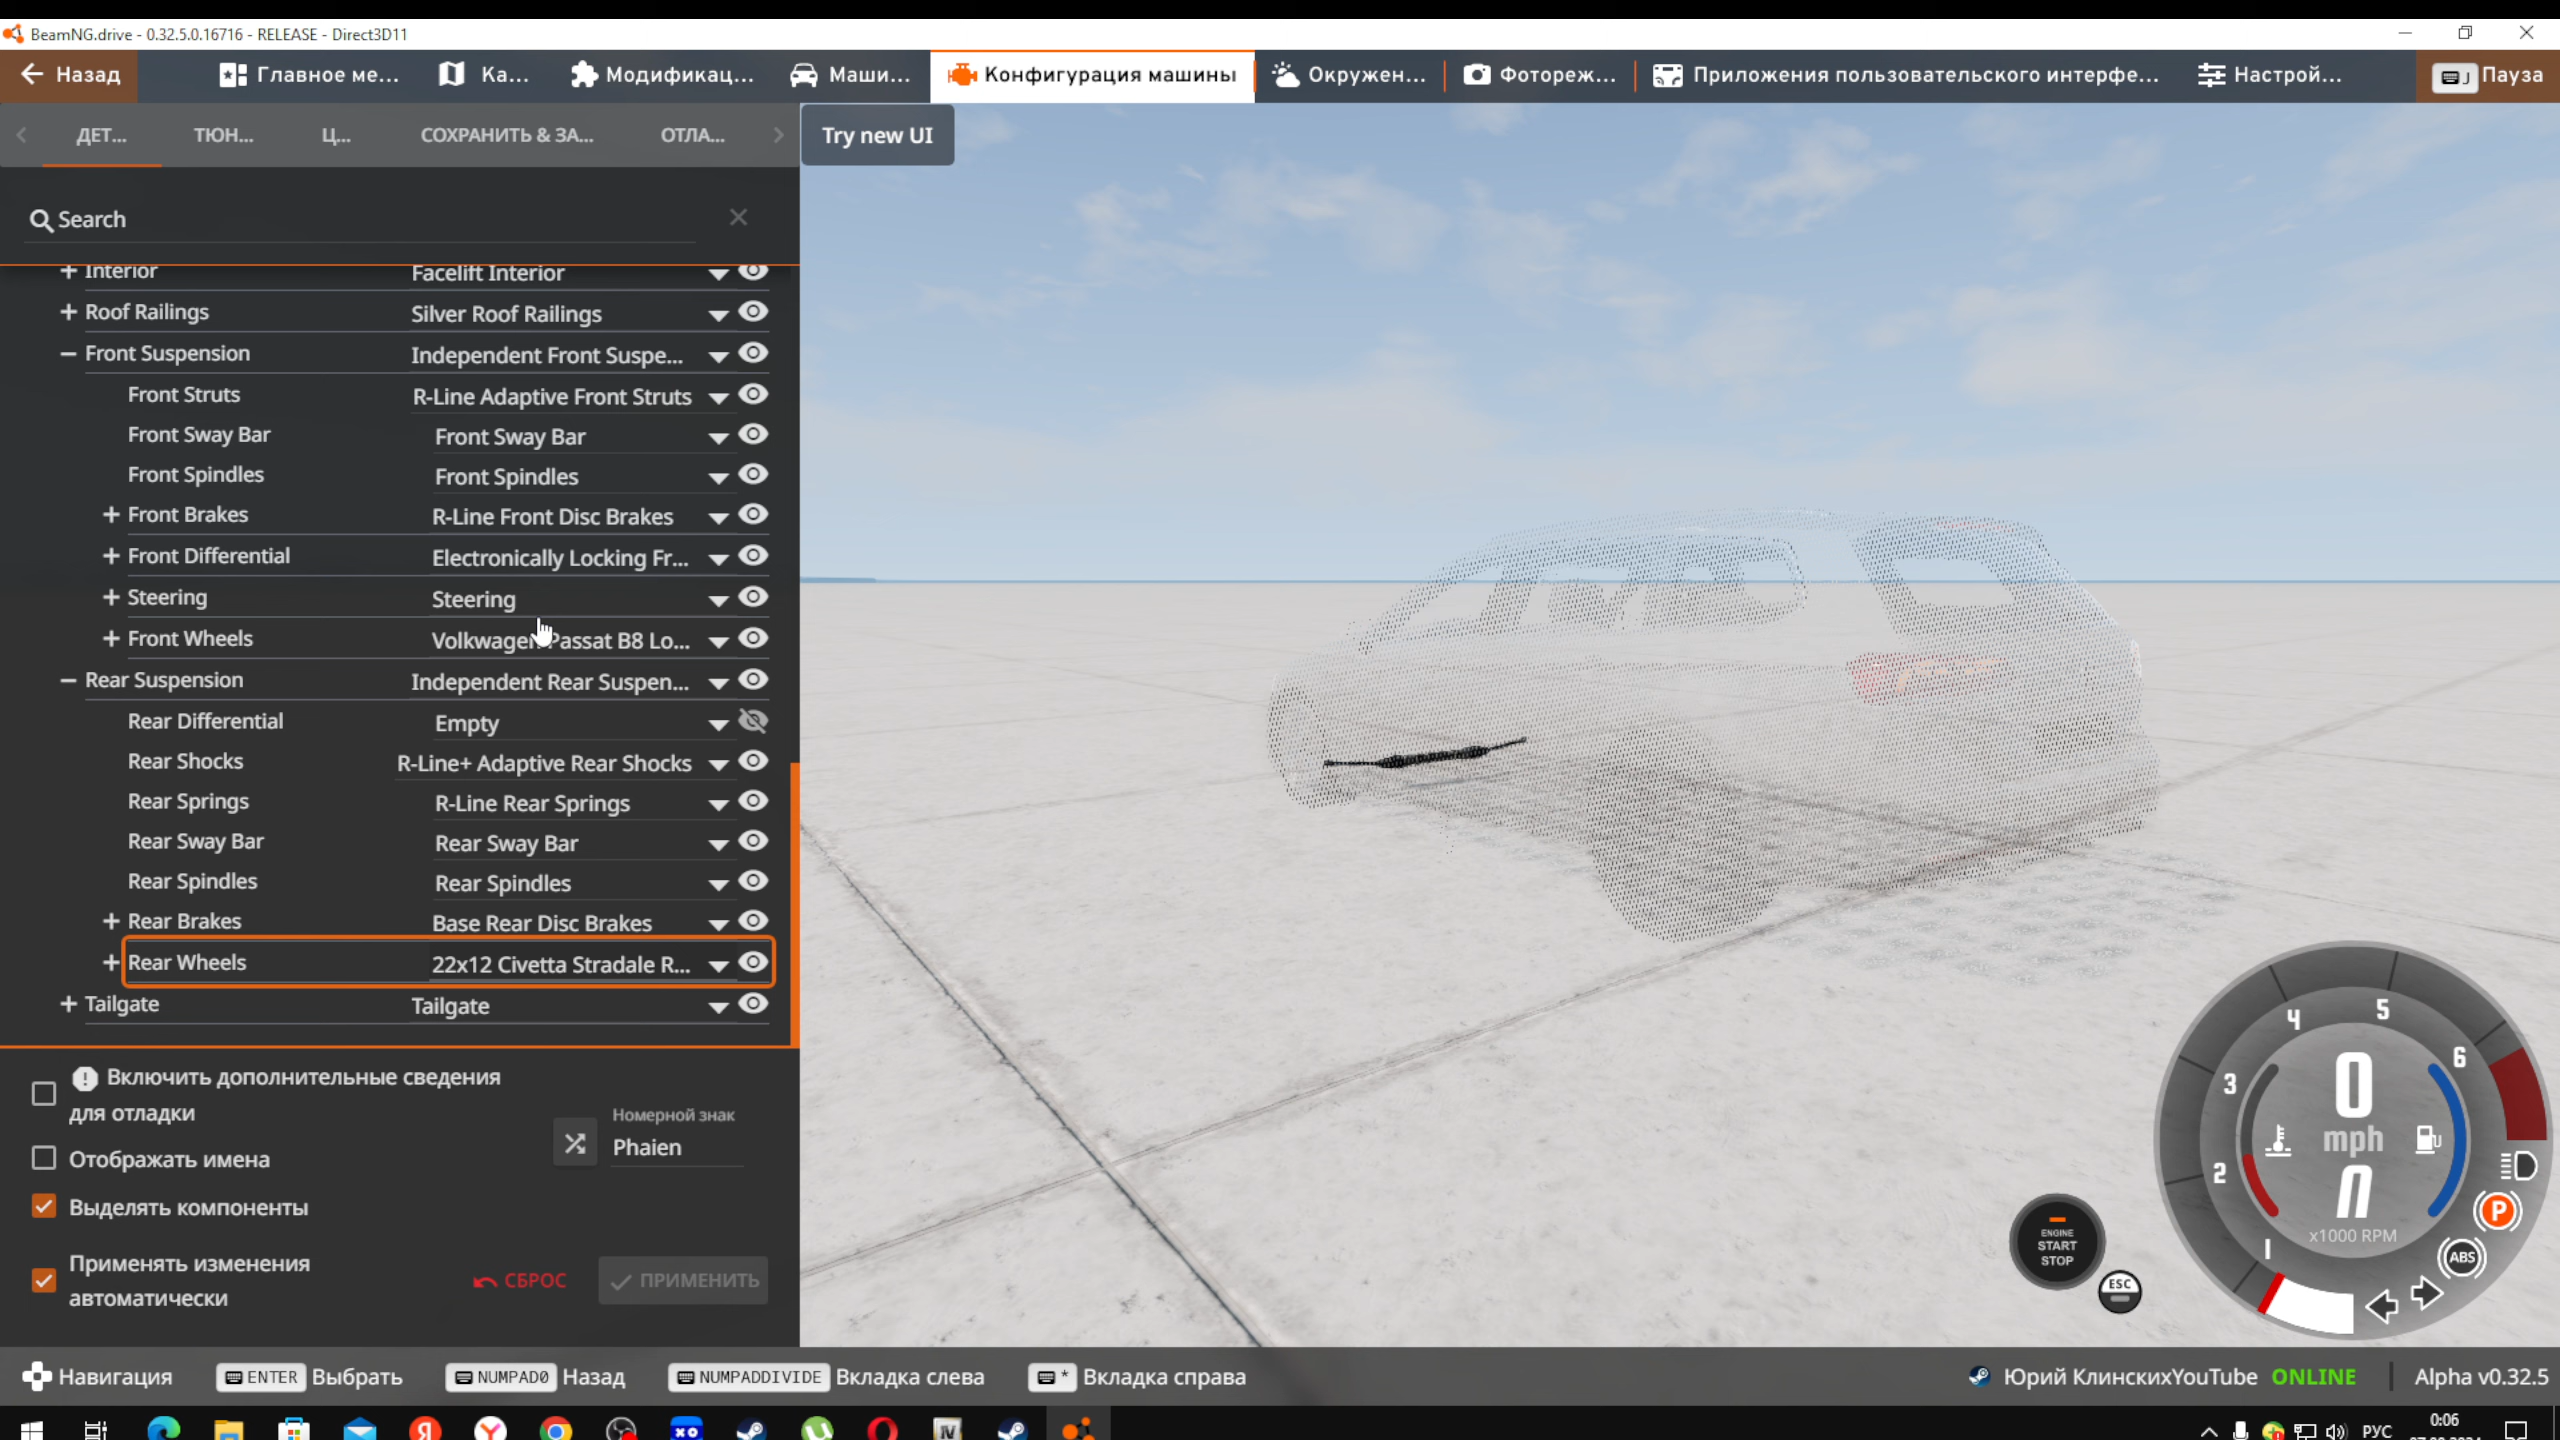 BeamNG.drive - 0.32.5.0.16716 - RELEASE - Direct3D11
Назад
Главное ме...
Ка...
Модификац...
Маши...
Конфигурация машины
Окружен...
Фотореж...
Приложения пользовательского интерфе...
Настрой...
J Пауза
ДЕТ...
ТЮН...
Ц...
СОХРАНИТЬ & ЗА...
ОТЛА...
Try new UI
Search
+ Interior Facelift Interior
+ Roof Railings Silver Roof Railings
− Front Suspension Independent Front Suspe...
Front Struts R-Line Adaptive Front Struts
Front Sway Bar Front Sway Bar
Front Spindles Front Spindles
+ Front Brakes R-Line Front Disc Brakes
+ Front Differential Electronically Locking Fr...
+ Steering Steering
+ Front Wheels Volkwagen Passat B8 Lo...
− Rear Suspension Independent Rear Suspen...
Rear Differential Empty
Rear Shocks R-Line+ Adaptive Rear Shocks
Rear Springs R-Line Rear Springs
Rear Sway Bar Rear Sway Bar
Rear Spindles Rear Spindles
+ Rear Brakes Base Rear Disc Brakes
+ Rear Wheels 22x12 Civetta Stradale R...
+ Tailgate Tailgate
Включить дополнительные сведения
для отладки
Отображать имена
Выделять компоненты
Применять изменения
автоматически
Номерной знак
Phaien
СБРОС
ПРИМЕНИТЬ
1
2
3
4
5
6
0
mph
0
x1000 RPM
P
ABS
ENGINE
START
STOP
ESC
Навигация
ENTER Выбрать
NUMPAD0 Назад
NUMPADDIVIDE Вкладка слева
* Вкладка справа
Юрий КлинскихYouTube ONLINE
Alpha v0.32.5
РУС
0:06